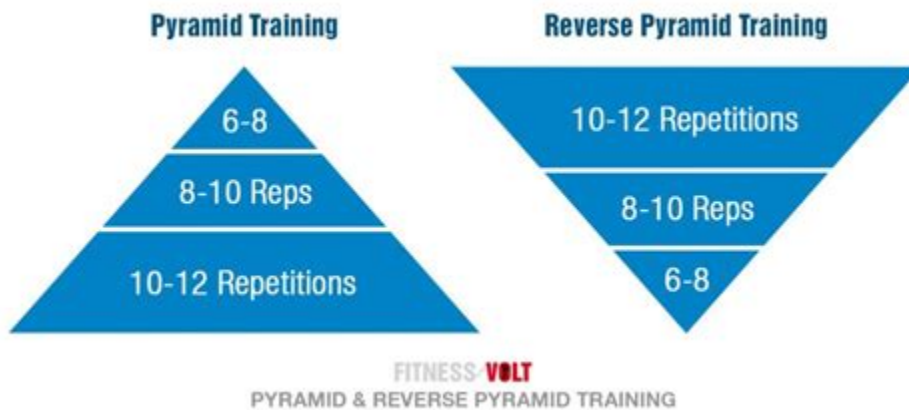 Pyramid Training
6-8
8-10 Reps
10-12 Repetitions
Reverse Pyramid Training
10-12 Repetitions
8-10 Reps
6-8
FITNESS VOLT
PYRAMID & REVERSE PYRAMID TRAINING